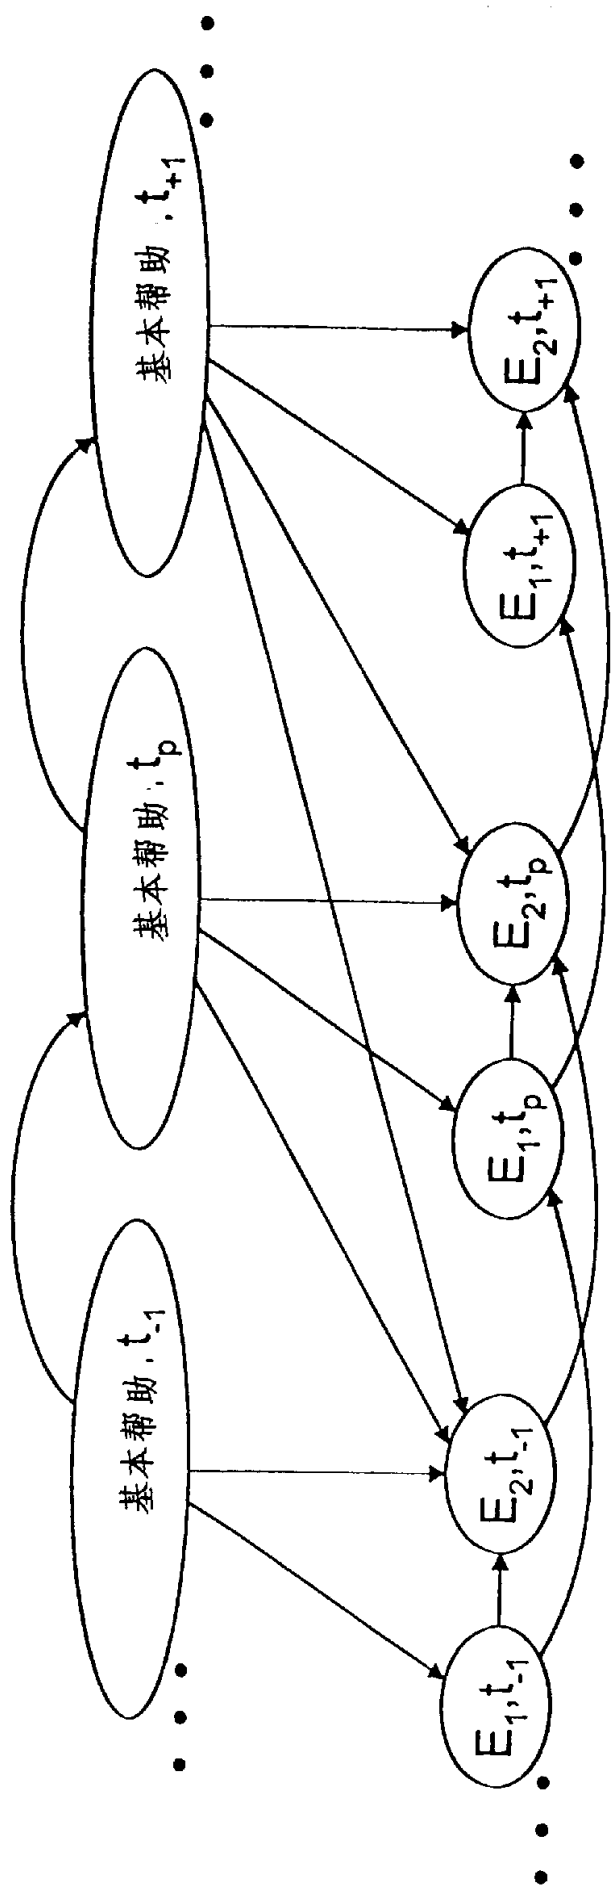 基本帮助, t-1
基本帮助, tp
基本帮助, t+1
E1, t-1
E2, t-1
E1, tp
E2, tp
E1, t+1
E2, t+1